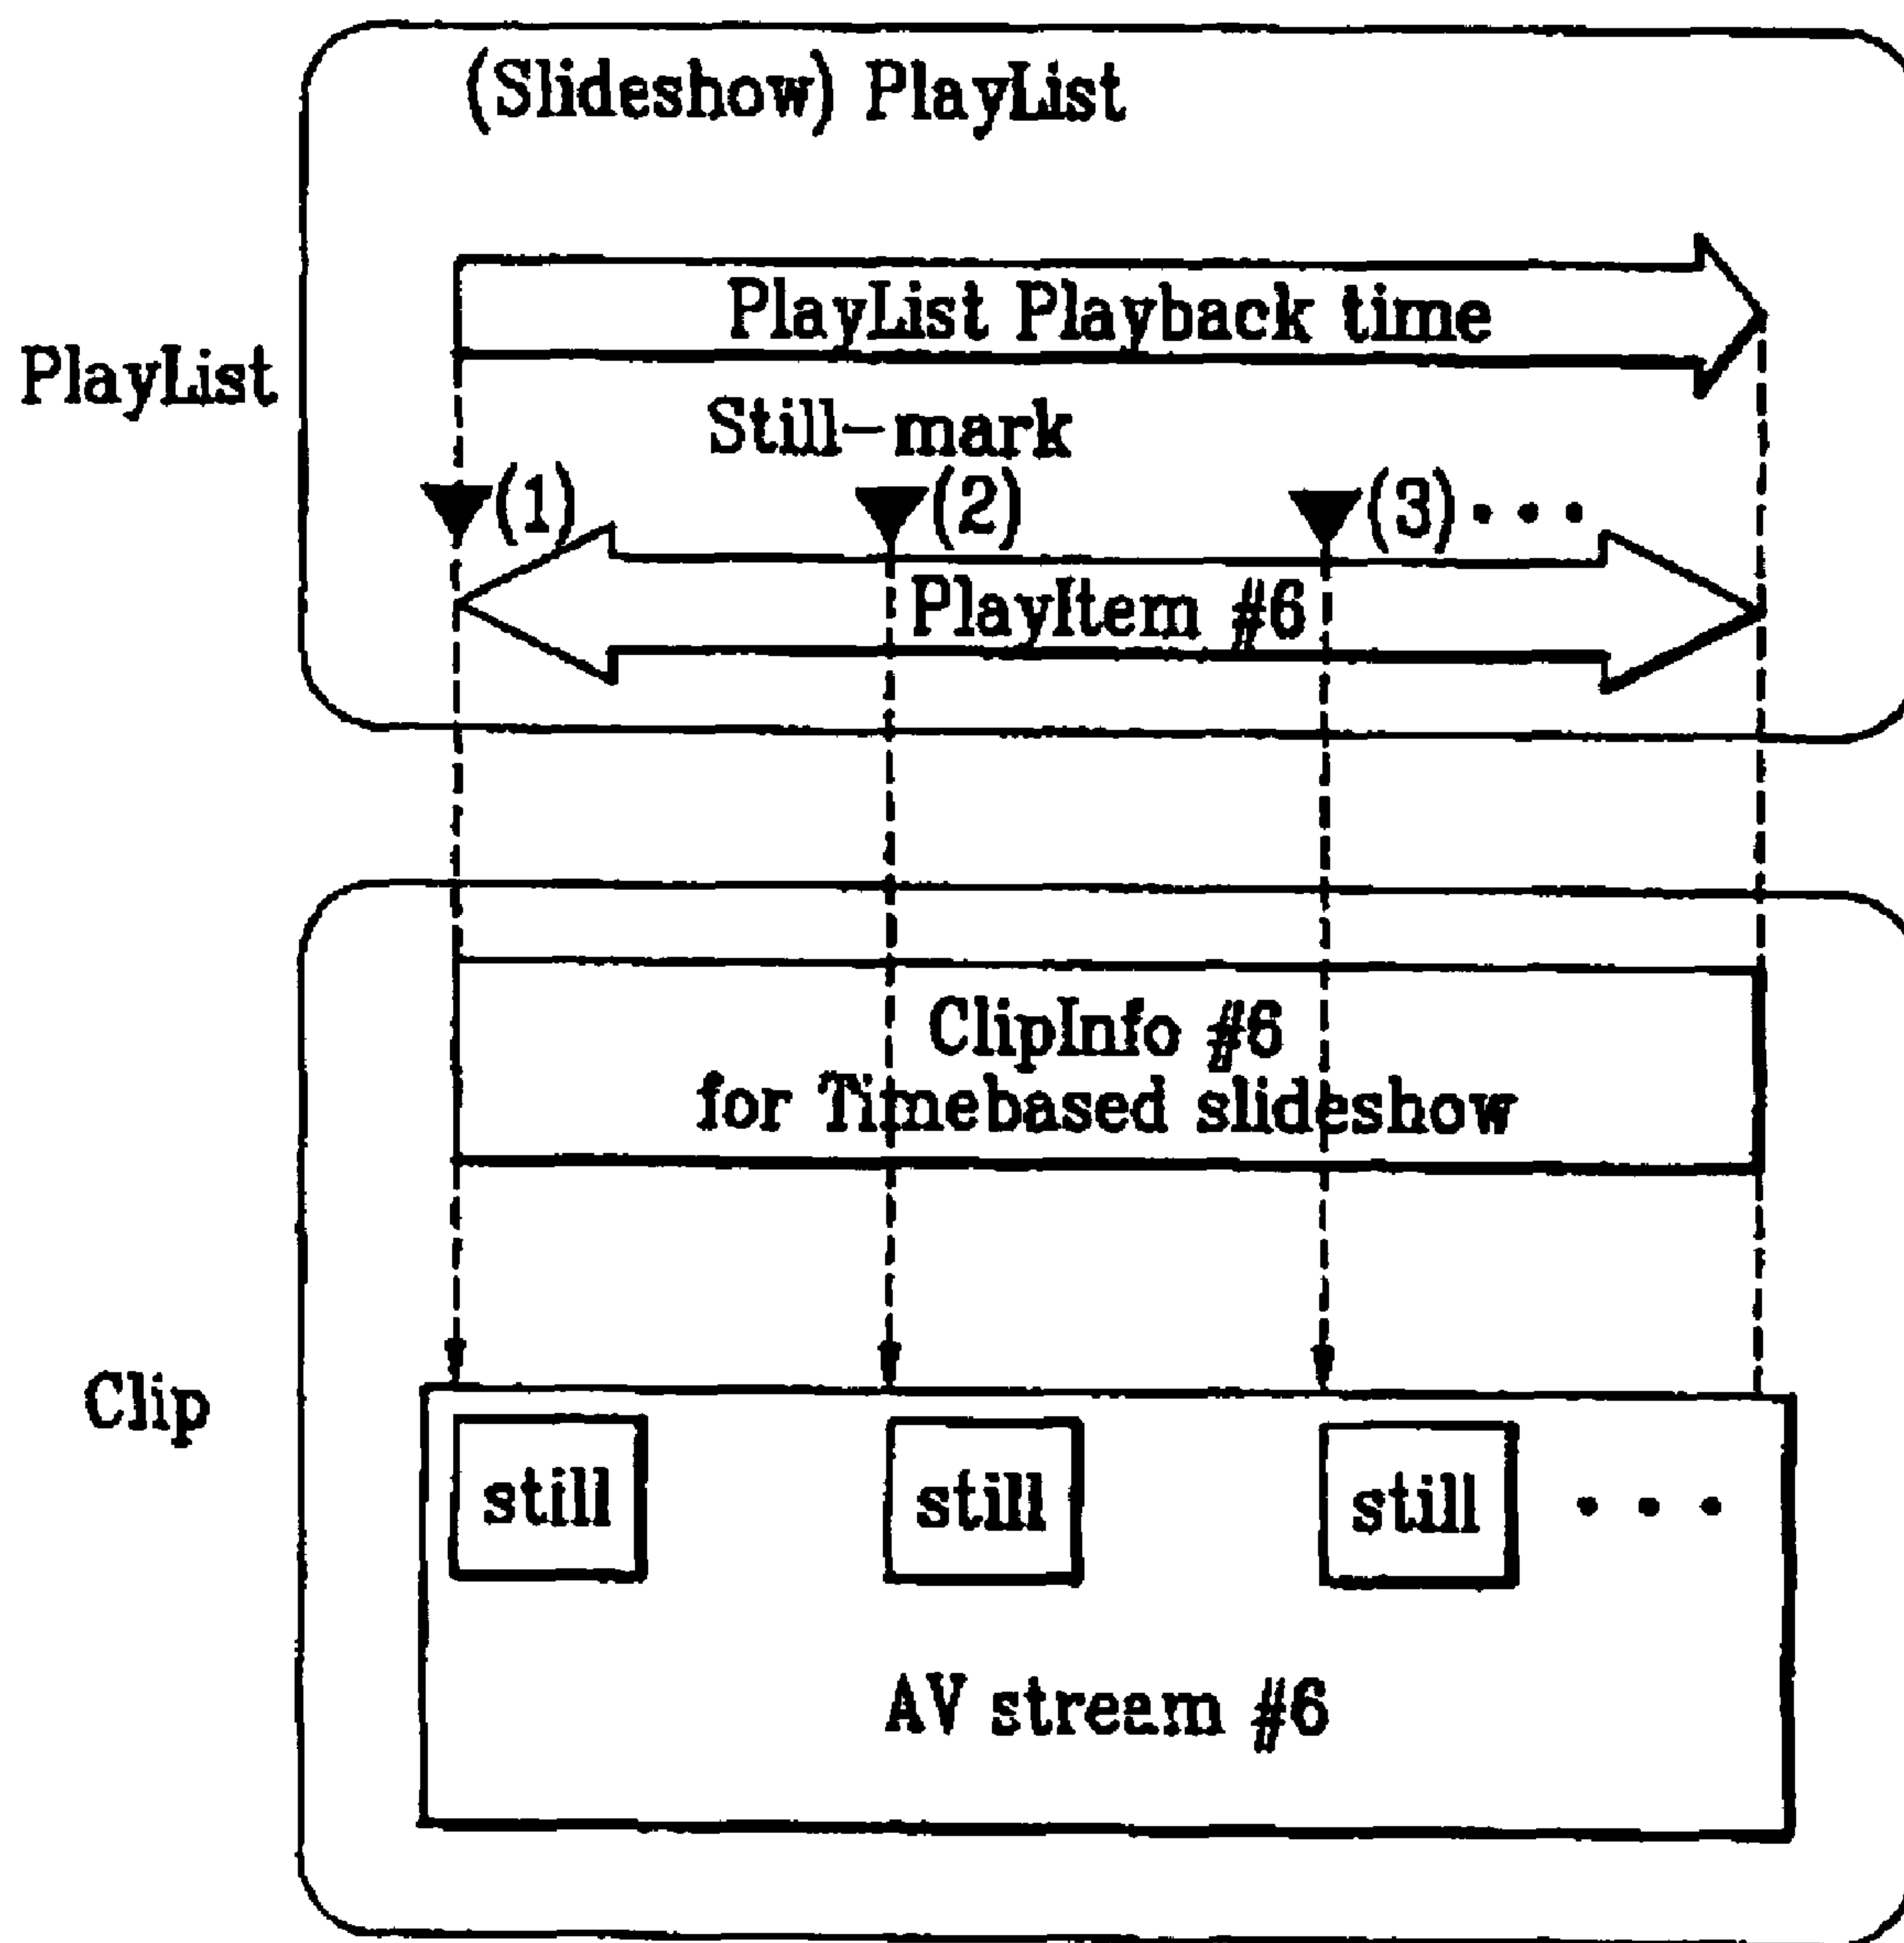 (Slideshow) PlayList
PlayList Playback time
PlayList
Still-mark
(1)
(2)
(3)...
PlayItem #6
ClipInfo #6
for Timebased slideshow
Clip
still
still
still
...
AV stream #6